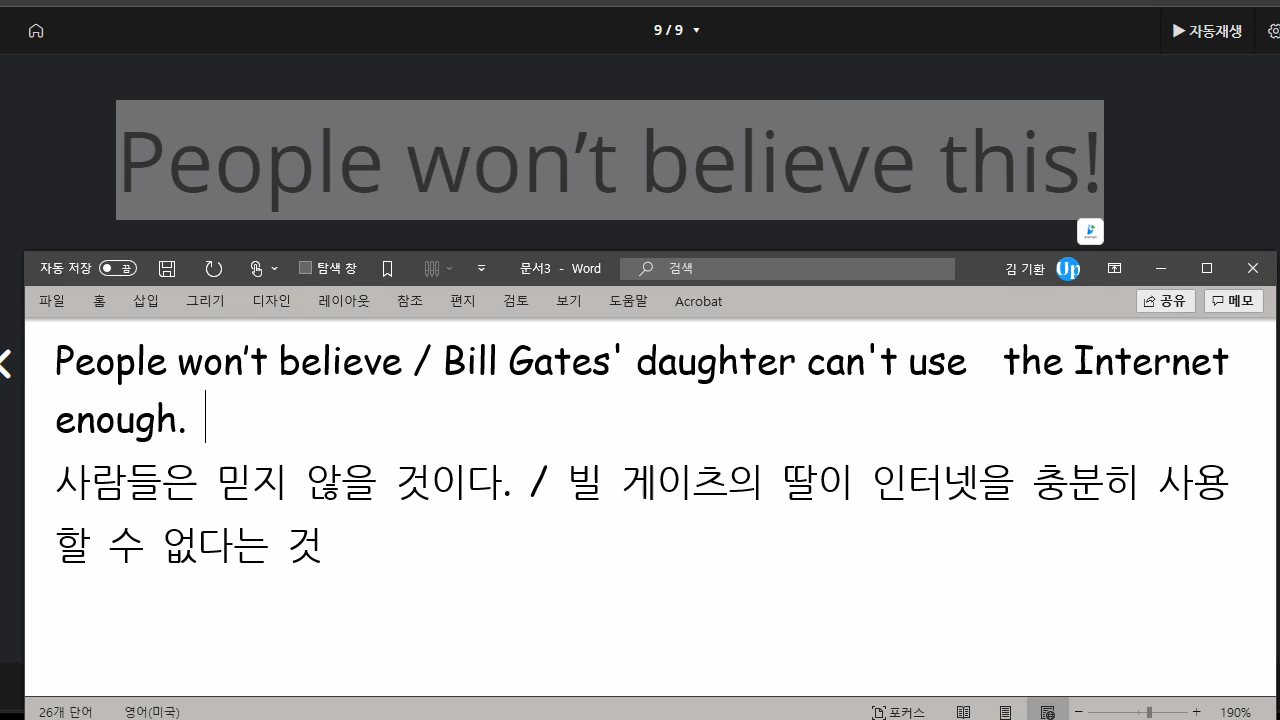 9 / 9
자동재생
People won’t believe this!
자동 저장 끔 탐색 창 문서3 - Word 검색 김 기환 Up
파일 홈 삽입 그리기 디자인 레이아웃 참조 편지 검토 보기 도움말 Acrobat 공유 메모
People won’t believe / Bill Gates' daughter can't use the Internet
enough.
사람들은 믿지 않을 것이다. / 빌 게이츠의 딸이 인터넷을 충분히 사용
할 수 없다는 것
26개 단어 영어(미국) 포커스 190%